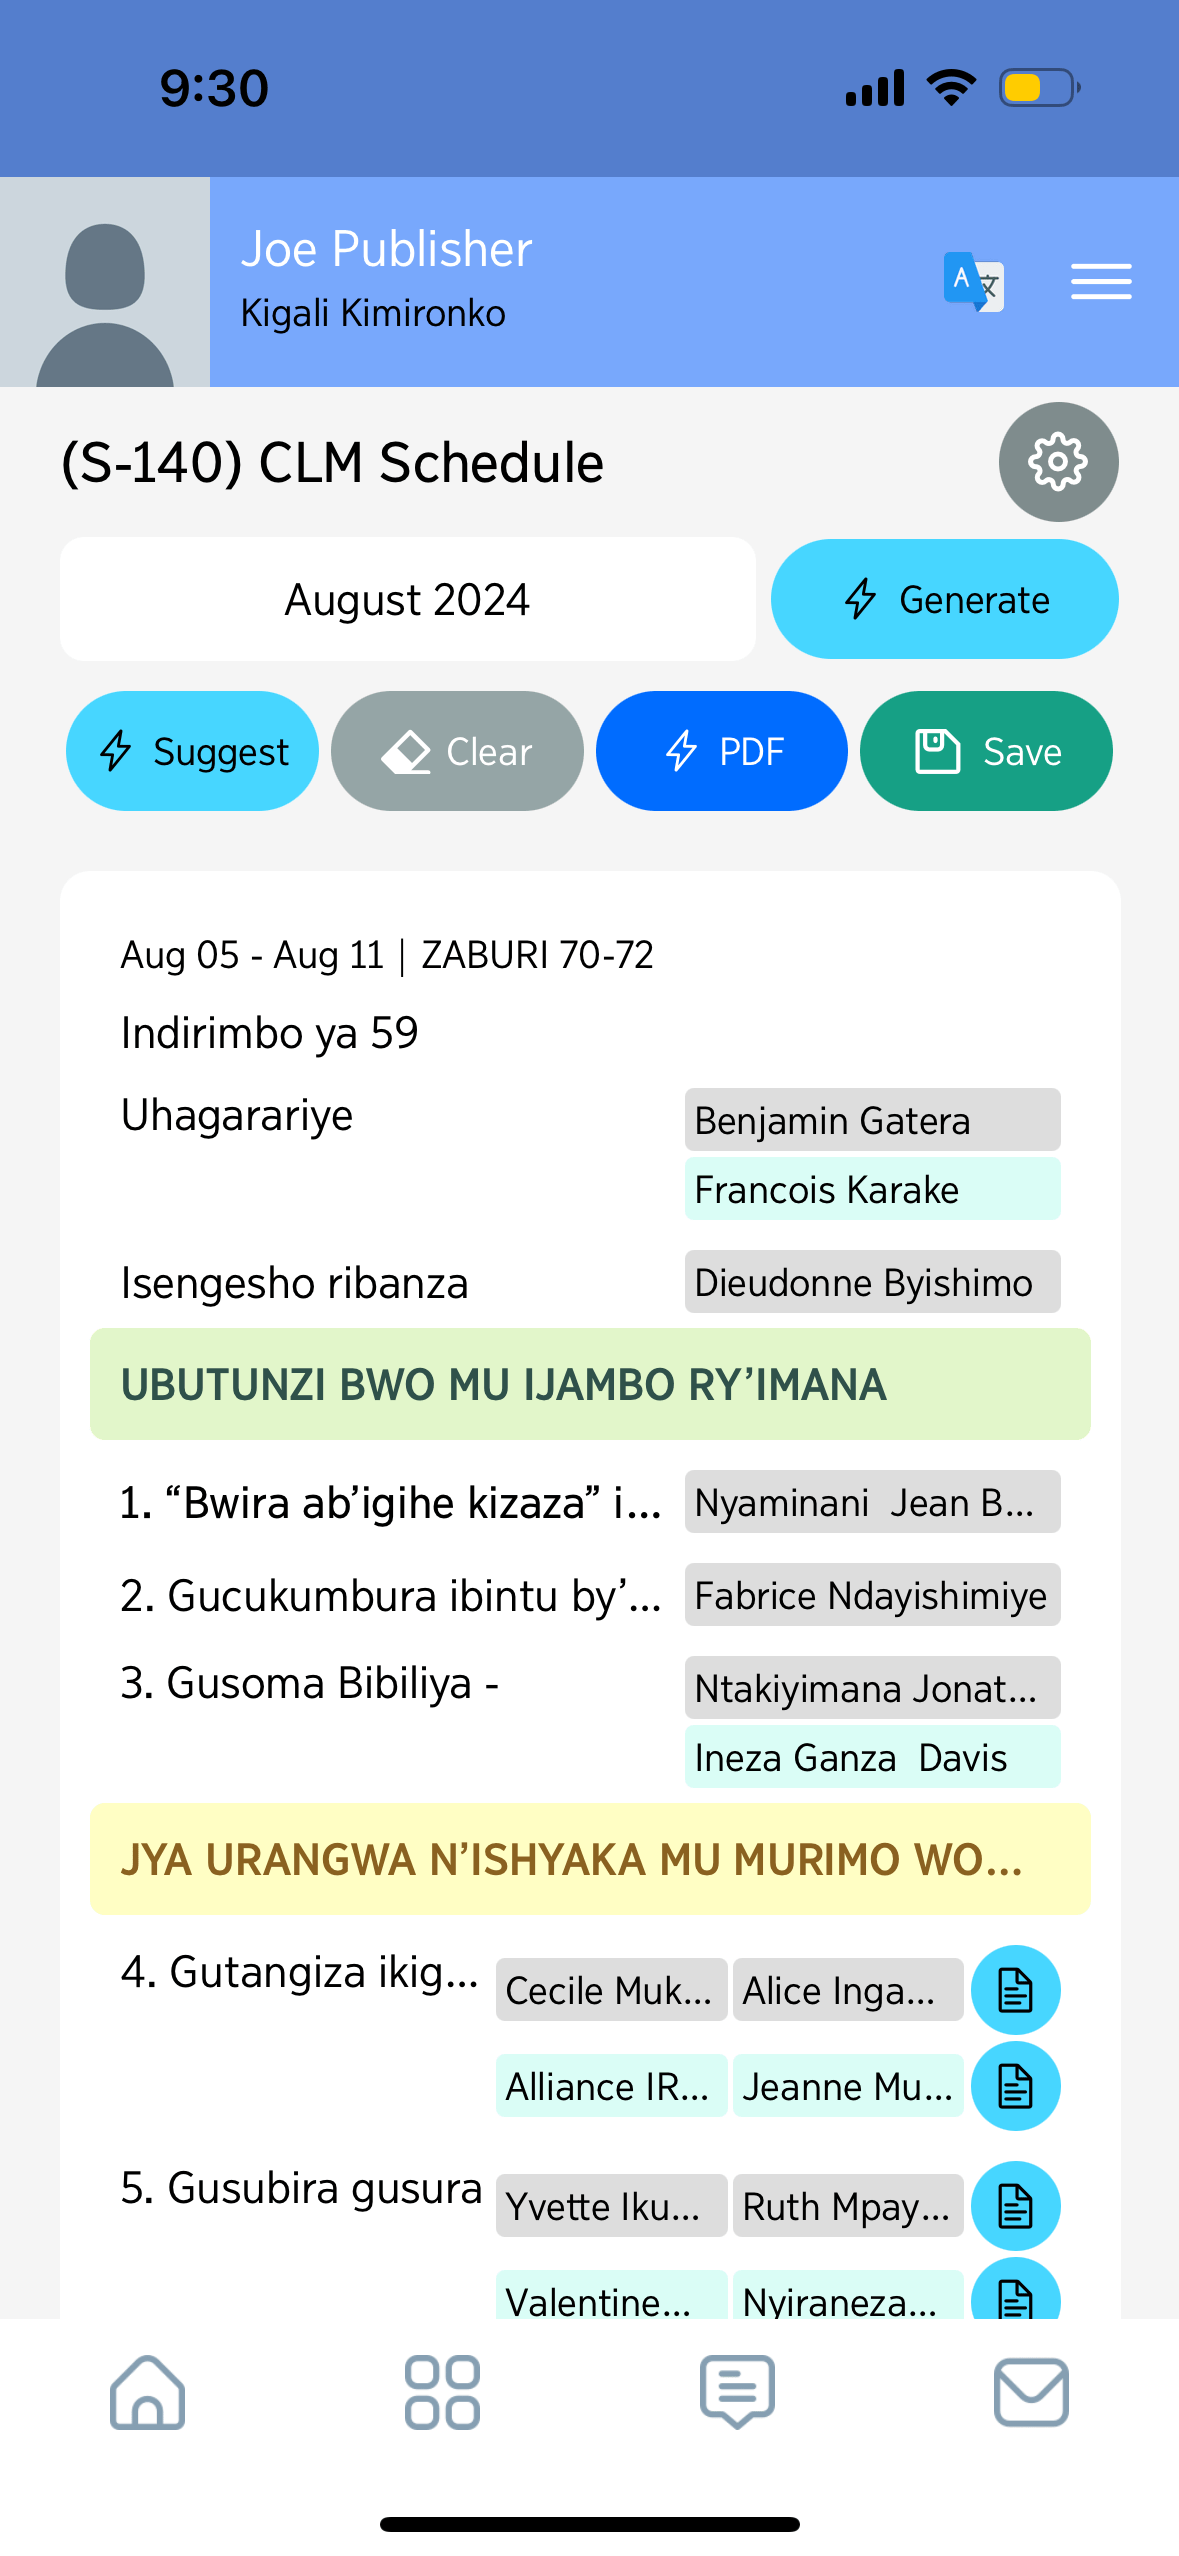 9:30
Joe Publisher
Kigali Kimironko
(S-140) CLM Schedule
August 2024
Generate
Suggest
Clear
PDF
Save
Aug 05 - Aug 11 | ZABURI 70-72
Indirimbo ya 59
Uhagarariye
Benjamin Gatera
Francois Karake
Isengesho ribanza
Dieudonne Byishimo
UBUTUNZI BWO MU IJAMBO RY’IMANA
1. “Bwira ab’igihe kizaza” i...
Nyaminani  Jean B...
2. Gucukumbura ibintu by’...
Fabrice Ndayishimiye
3. Gusoma Bibiliya -
Ntakiyimana Jonat...
Ineza Ganza  Davis
JYA URANGWA N’ISHYAKA MU MURIMO WO...
4. Gutangiza ikig...
Cecile Muk...
Alice Inga...
Alliance IR...
Jeanne Mu...
5. Gusubira gusura
Yvette Iku...
Ruth Mpay...
Valentine...
Nyiraneza...